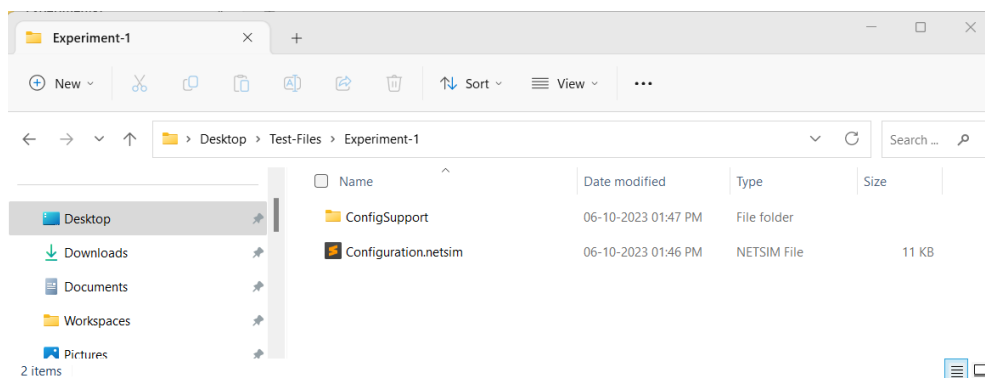 Experiment-1
New
Sort
View
Desktop > Test-Files > Experiment-1
Search ...
Name Date modified Type Size
Desktop
Downloads
Documents
Workspaces
Pictures
ConfigSupport 06-10-2023 01:47 PM File folder
Configuration.netsim 06-10-2023 01:46 PM NETSIM File 11 KB
2 items